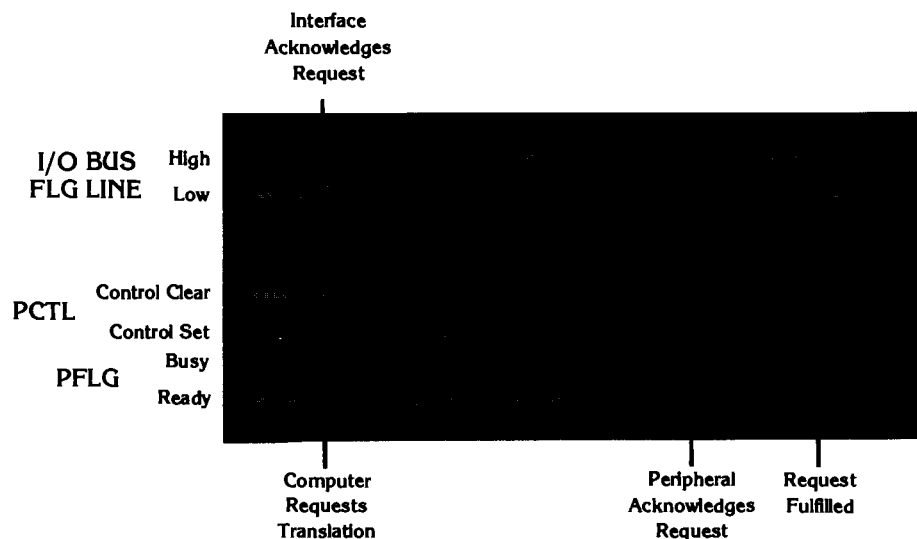 Interface
Acknowledges
Request
I/O BUS
FLG LINE
High
Low
PCTL
Control Clear
Control Set
PFLG
Busy
Ready
Computer
Requests
Translation
Peripheral
Acknowledges
Request
Request
Fulfilled